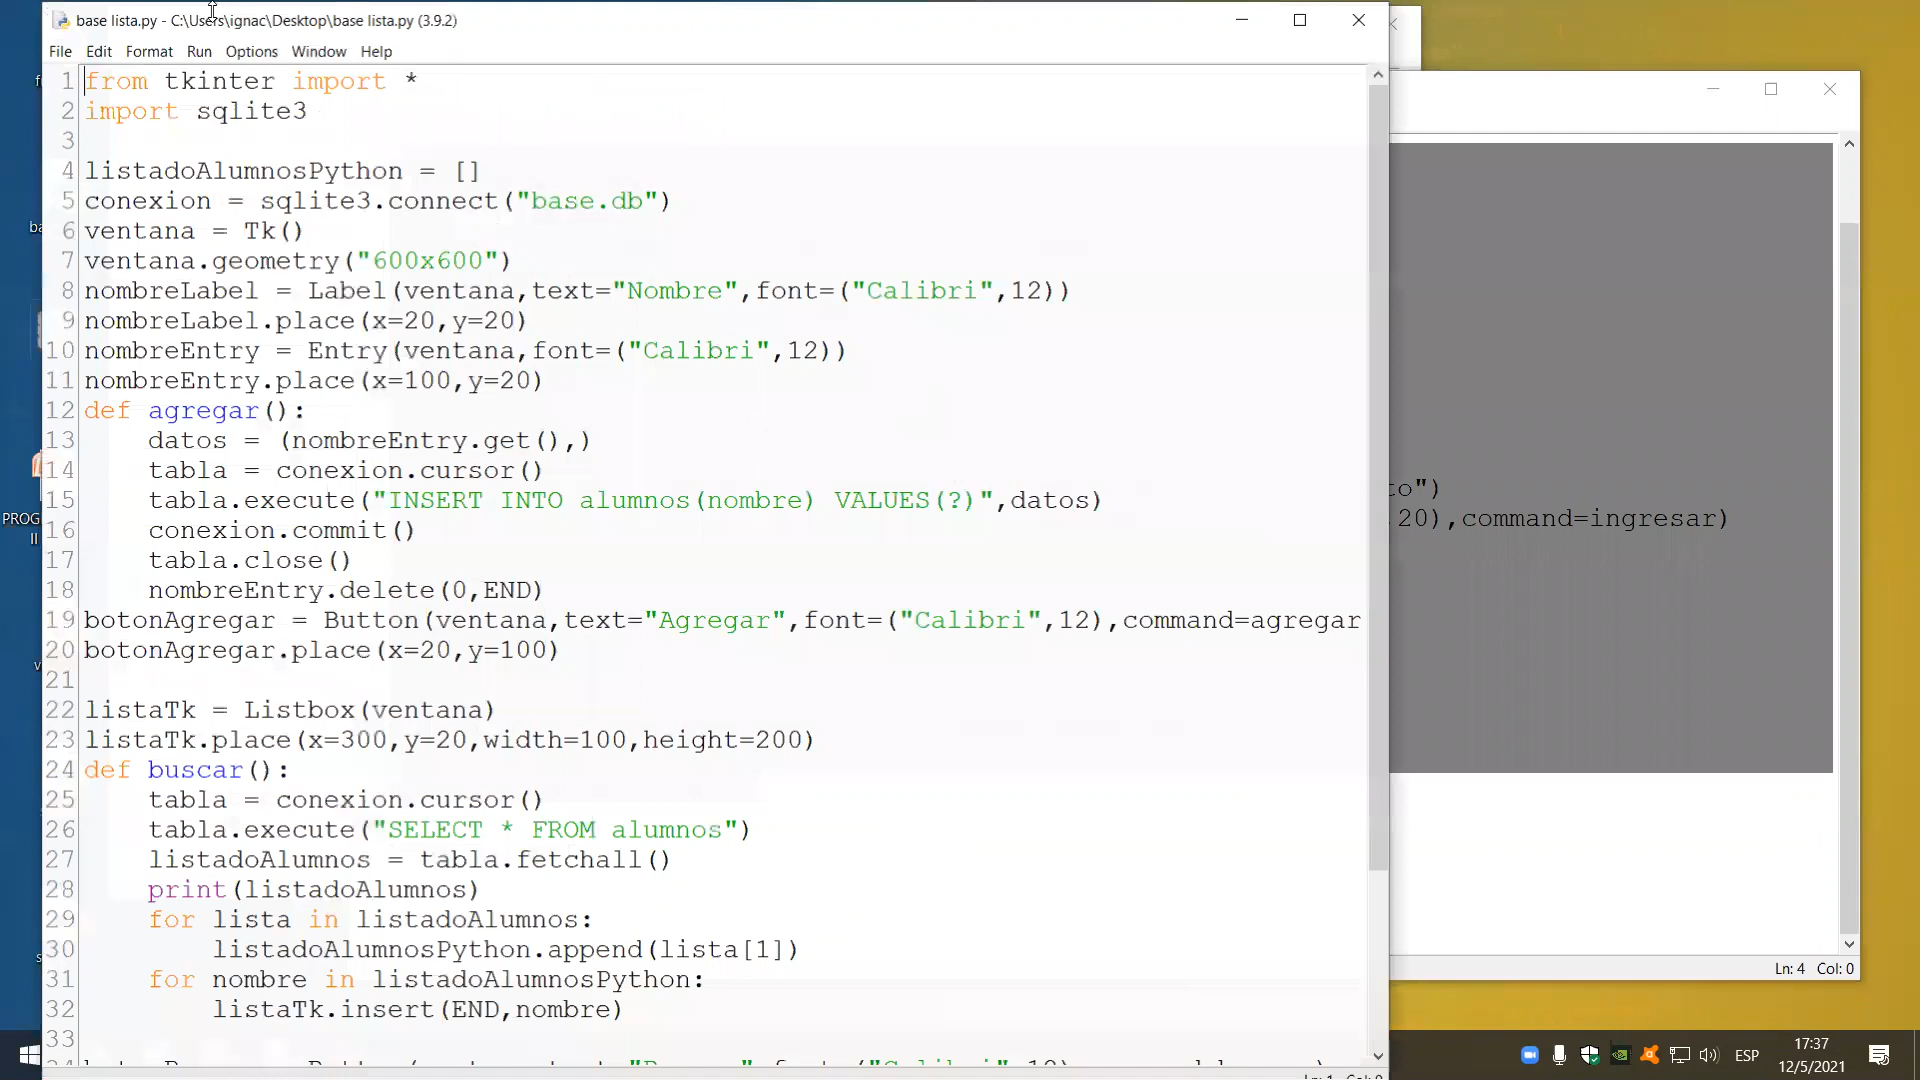 base lista.py - C:\Users\ignac\Desktop\base lista.py (3.9.2)
File Edit Format Run Options Window Help
1 from tkinter import *
2 import sqlite3
3
4 listadoAlumnosPython = []
5 conexion = sqlite3.connect("base.db")
6 ventana = Tk()
7 ventana.geometry("600x600")
8 nombreLabel = Label(ventana,text="Nombre",font=("Calibri",12))
9 nombreLabel.place(x=20,y=20)
10 nombreEntry = Entry(ventana,font=("Calibri",12))
11 nombreEntry.place(x=100,y=20)
12 def agregar():
13     datos = (nombreEntry.get(),)
14     tabla = conexion.cursor()
15     tabla.execute("INSERT INTO alumnos(nombre) VALUES(?)",datos)
16     conexion.commit()
17     tabla.close()
18     nombreEntry.delete(0,END)
19 botonAgregar = Button(ventana,text="Agregar",font=("Calibri",12),command=agregar
20 botonAgregar.place(x=20,y=100)
21
22 listaTk = Listbox(ventana)
23 listaTk.place(x=300,y=20,width=100,height=200)
24 def buscar():
25     tabla = conexion.cursor()
26     tabla.execute("SELECT * FROM alumnos")
27     listadoAlumnos = tabla.fetchall()
28     print(listadoAlumnos)
29     for lista in listadoAlumnos:
30         listadoAlumnosPython.append(lista[1])
31     for nombre in listadoAlumnosPython:
32         listaTk.insert(END,nombre)
33
to")
20),command=ingresar)
Ln: 4 Col: 0
PROG
II
ESP
17:37
12/5/2021